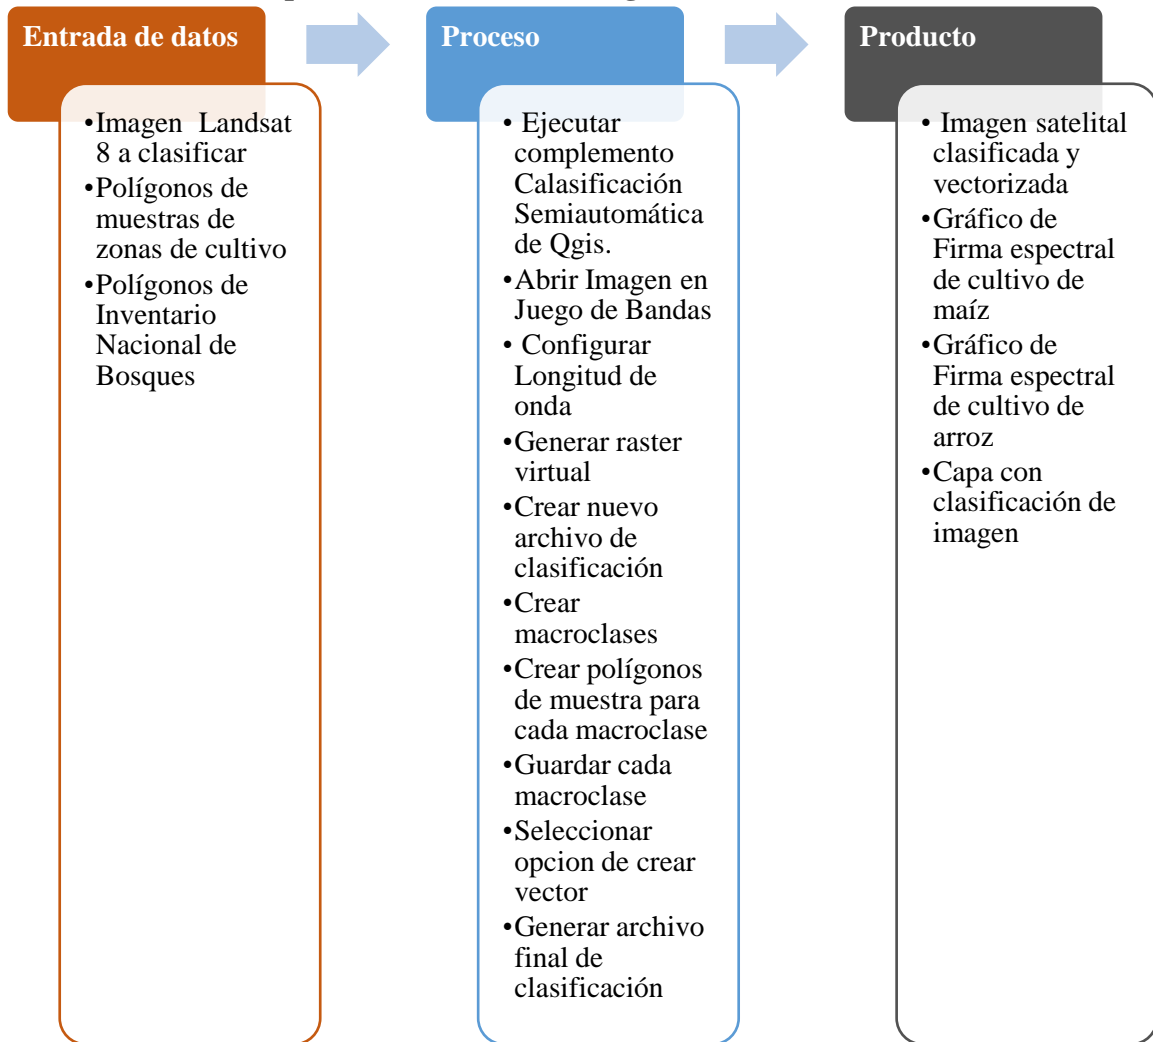 Entrada de datos
•Imagen Landsat
8 a clasificar
•Polígonos de
muestras de
zonas de cultivo
•Polígonos de
Inventario
Nacional de
Bosques
Proceso
• Ejecutar
complemento
Calasificación
Semiautomática
de Qgis.
•Abrir Imagen en
Juego de Bandas
• Configurar
Longitud de
onda
•Generar raster
virtual
•Crear nuevo
archivo de
clasificación
•Crear
macroclases
•Crear polígonos
de muestra para
cada macroclase
•Guardar cada
macroclase
•Seleccionar
opcion de crear
vector
•Generar archivo
final de
clasificación
Producto
• Imagen satelital
clasificada y
vectorizada
•Gráfico de
Firma espectral
de cultivo de
maíz
•Gráfico de
Firma espectral
de cultivo de
arroz
•Capa con
clasificación de
imagen